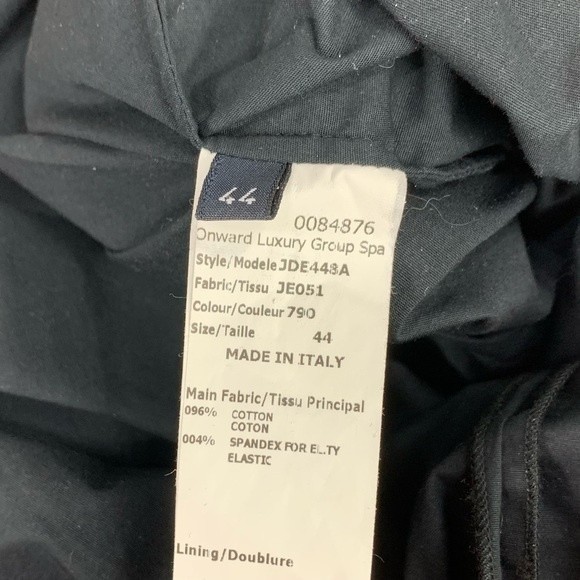 44
0084876
Onward Luxury Group Spa
Style/Modele JDE448A
Fabric/Tissu JE051
Colour/Couleur 790
Size/Taille 44
MADE IN ITALY
Main Fabric/Tissu Principal
096% COTTON
COTON
004% SPANDEX FOR EL.TY
ELASTIC
Lining/Doublure